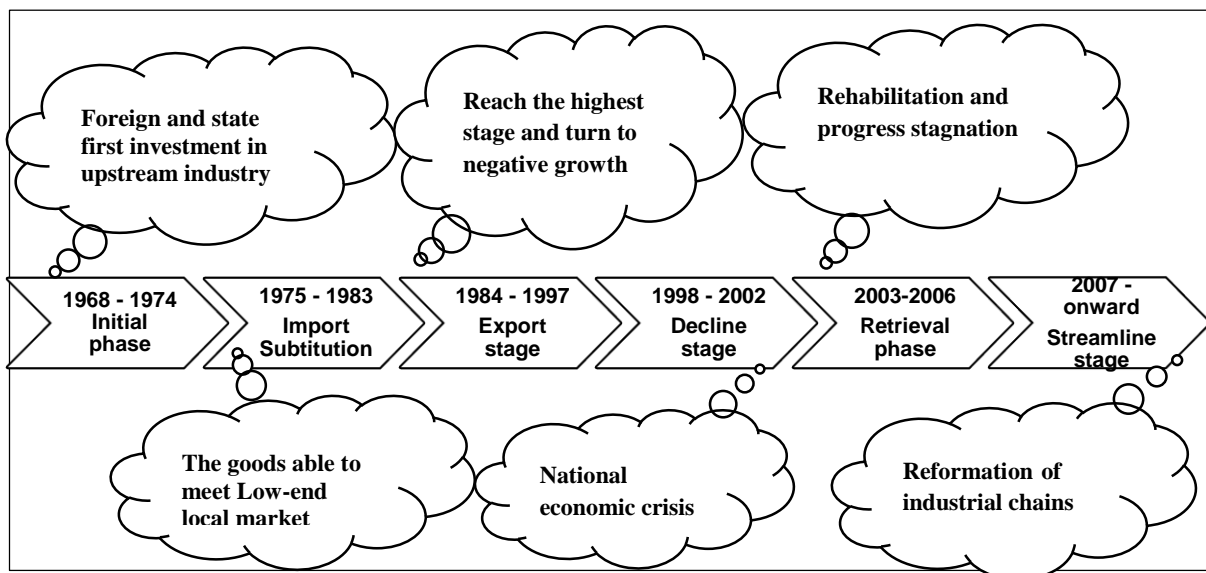 Foreign and state
first investment in
upstream industry
Reach the highest
stage and turn to
negative growth
Rehabilitation and
progress stagnation
1968 - 1974
Initial
phase
1975 - 1983
Import
Subtitution
1984 - 1997
Export
stage
1998 - 2002
Decline
stage
2003-2006
Retrieval
phase
2007 -
onward
Streamline
stage
The goods able to
meet Low-end
local market
National
economic crisis
Reformation of
industrial chains